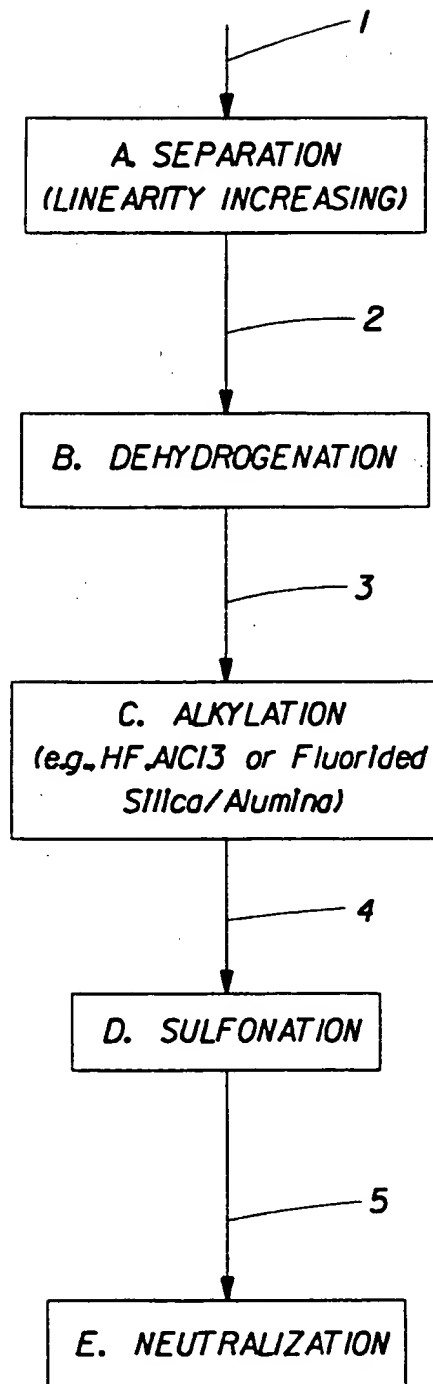 1
A. SEPARATION
(LINEARITY INCREASING)
2
B. DEHYDROGENATION
3
C. ALKYLATION
(e.g., HF, AlCl3 or Fluorided
Silica/Alumina)
4
D. SULFONATION
5
E. NEUTRALIZATION